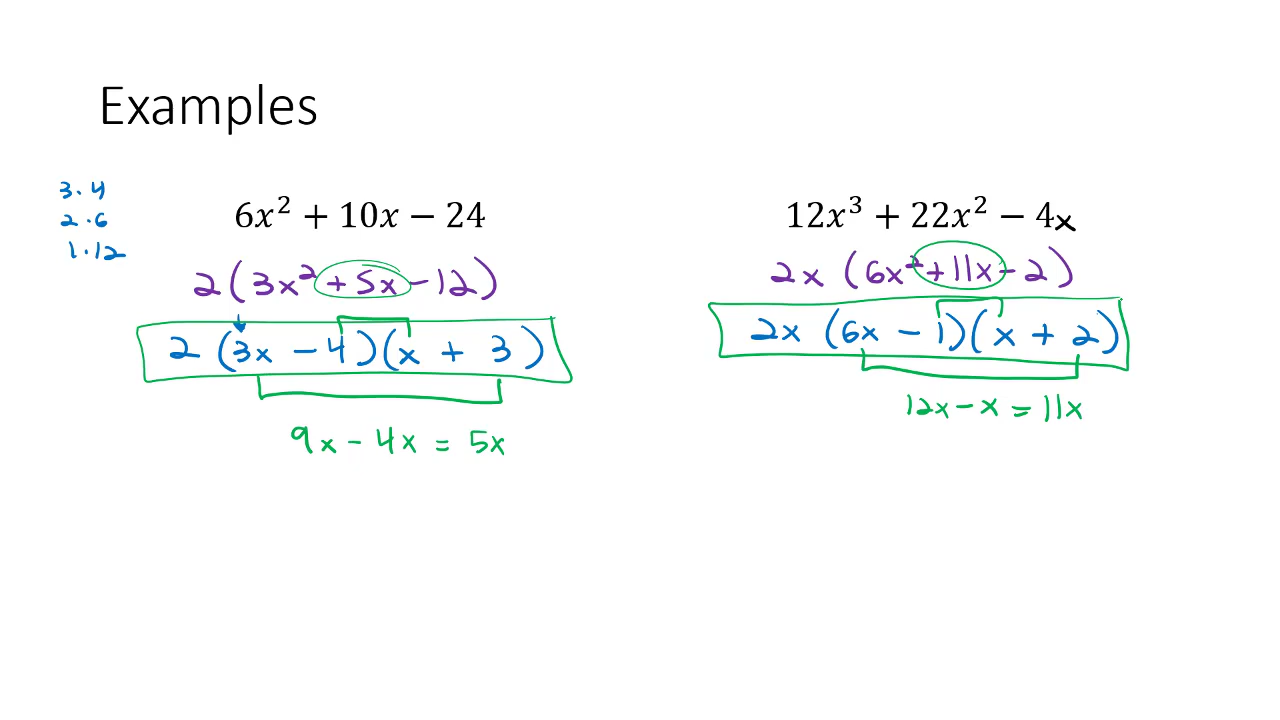 Examples
3·4
2·6
1·12
6x² + 10x − 24
2(3x² + 5x − 12)
2(3x − 4)(x + 3)
9x − 4x = 5x
12x³ + 22x² − 4x
2x(6x² + 11x − 2)
2x(6x − 1)(x + 2)
12x − x = 11x